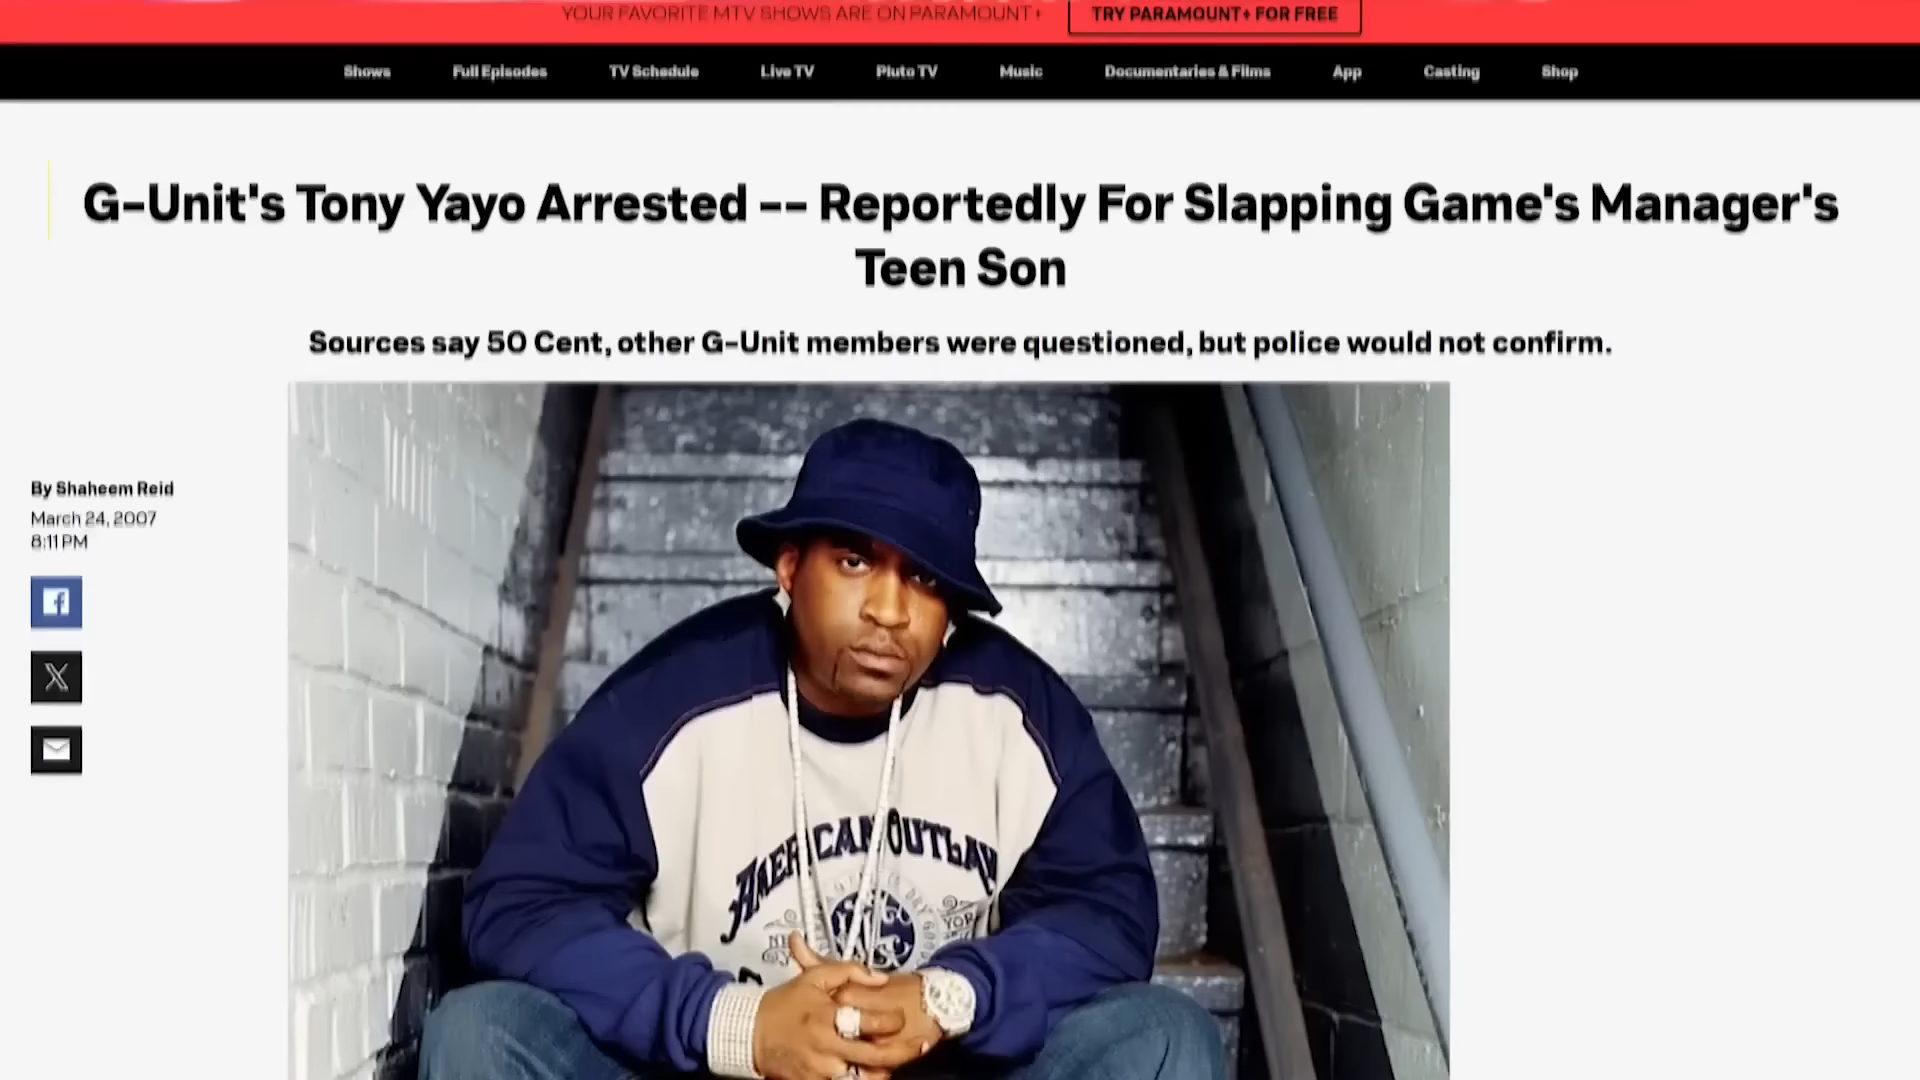 YOUR FAVORITE MTV SHOWS ARE ON PARAMOUNT+
TRY PARAMOUNT+ FOR FREE
Shows Full Episodes TV Schedule Live TV Pluto TV Music Documentaries & Films App Casting Shop
G-Unit's Tony Yayo Arrested -- Reportedly For Slapping Game's Manager's
Teen Son
Sources say 50 Cent, other G-Unit members were questioned, but police would not confirm.
By Shaheem Reid
March 24, 2007
8:11 PM
AMERICAN OUTLAW